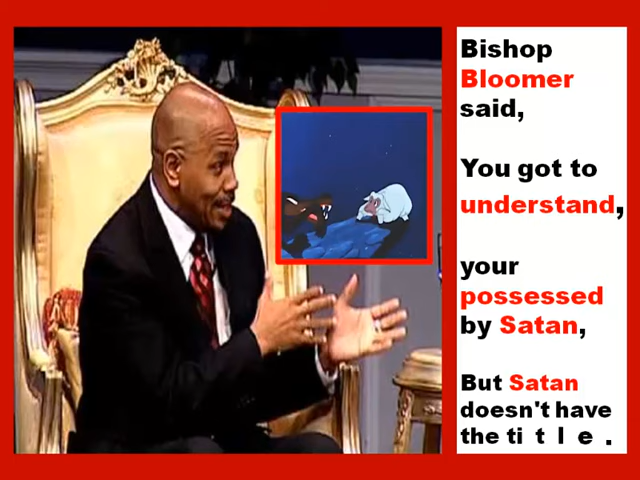 Bishop
Bloomer
said,
You got to
understand,
your
possessed
by Satan,
But Satan
doesn't have
the ti t l e .